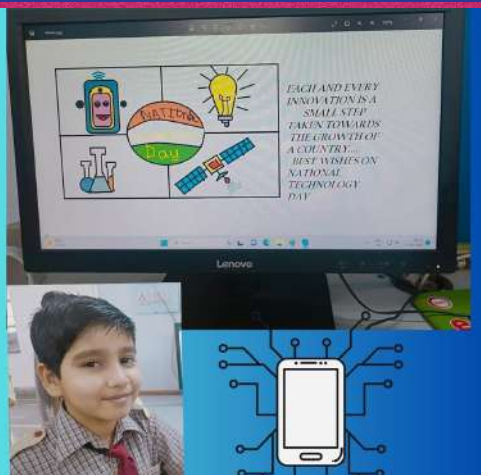 NATIONAL
Day
EACH AND EVERY
INNOVATION IS A
SMALL STEP
TAKEN TOWARDS
THE GROWTH OF
A COUNTRY....
BEST WISHES ON
NATIONAL
TECHNOLOGY
DAY
Lenovo